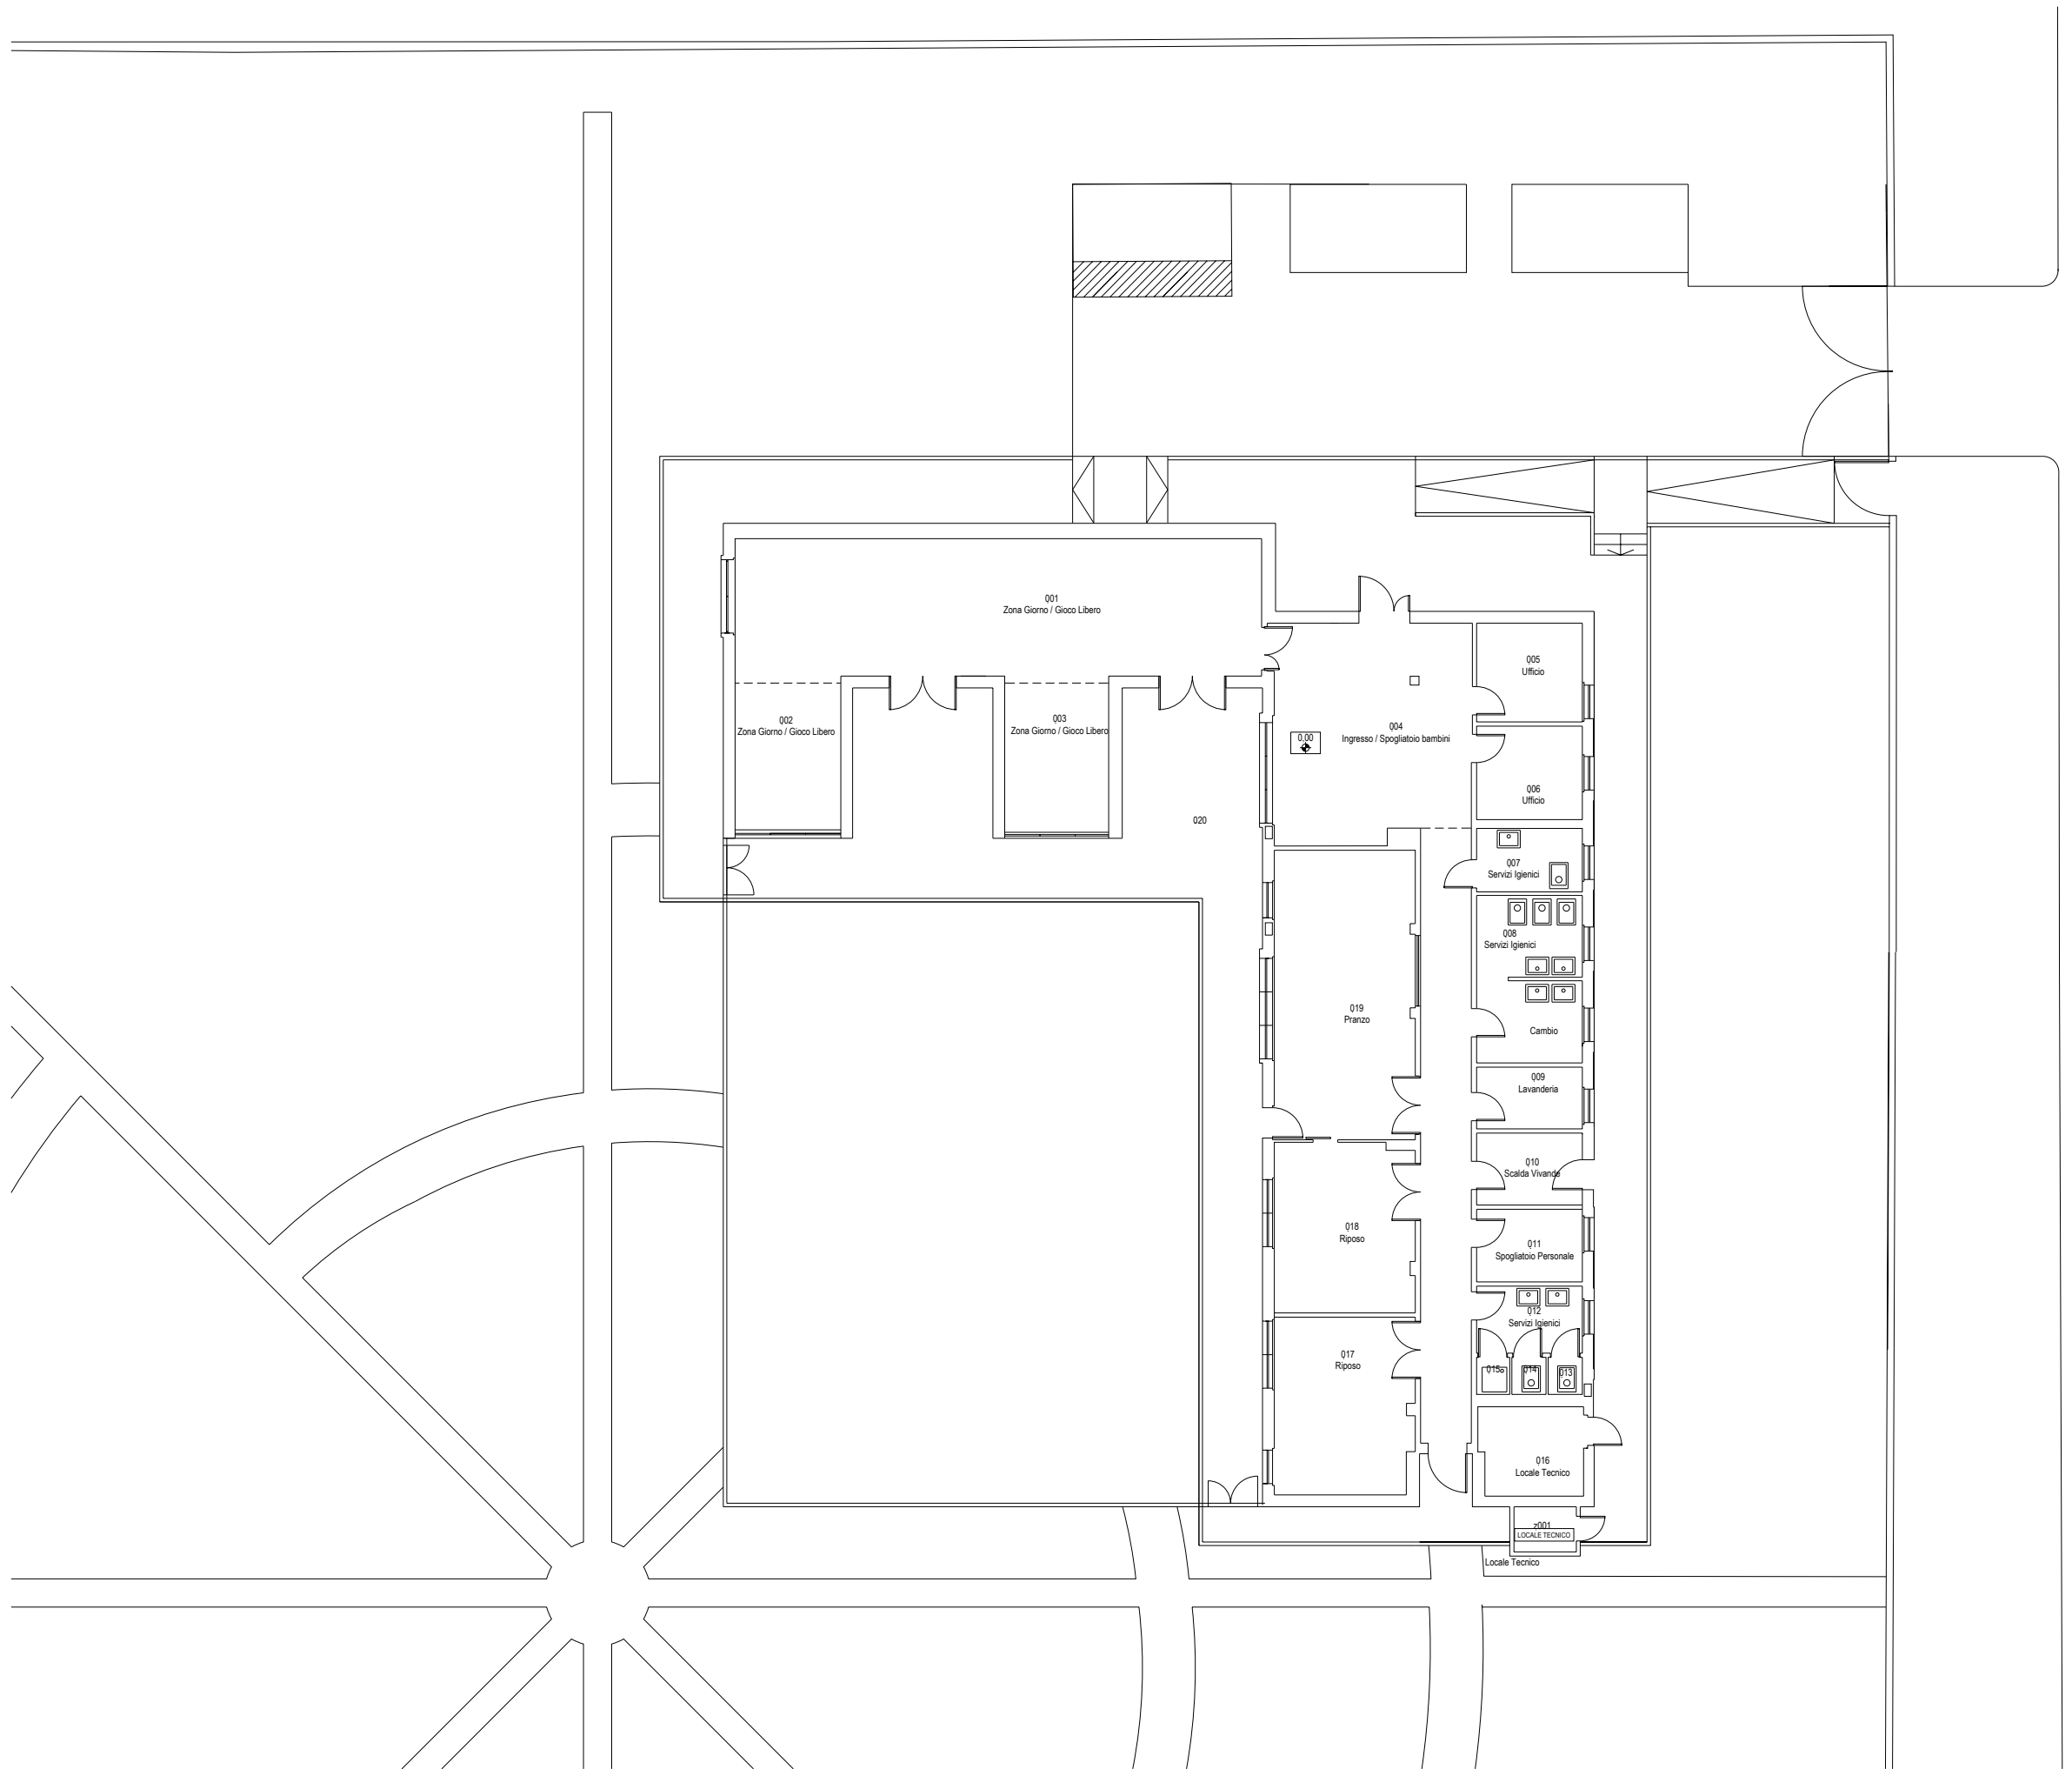 001
Zona Giorno / Gioco Libero
002
Zona Giorno / Gioco Libero
003
Zona Giorno / Gioco Libero
004
Ingresso / Spogliatoio bambini
0,00
005
Ufficio
006
Ufficio
020
007
Servizi Igienici
008
Servizi Igienici
Cambio
019
Pranzo
009
Lavanderia
010
Scalda Vivande
018
Riposo
011
Spogliatoio Personale
012
Servizi Igienici
017
Riposo
015
014
013
016
Locale Tecnico
z001
LOCALE TECNICO
Locale Tecnico